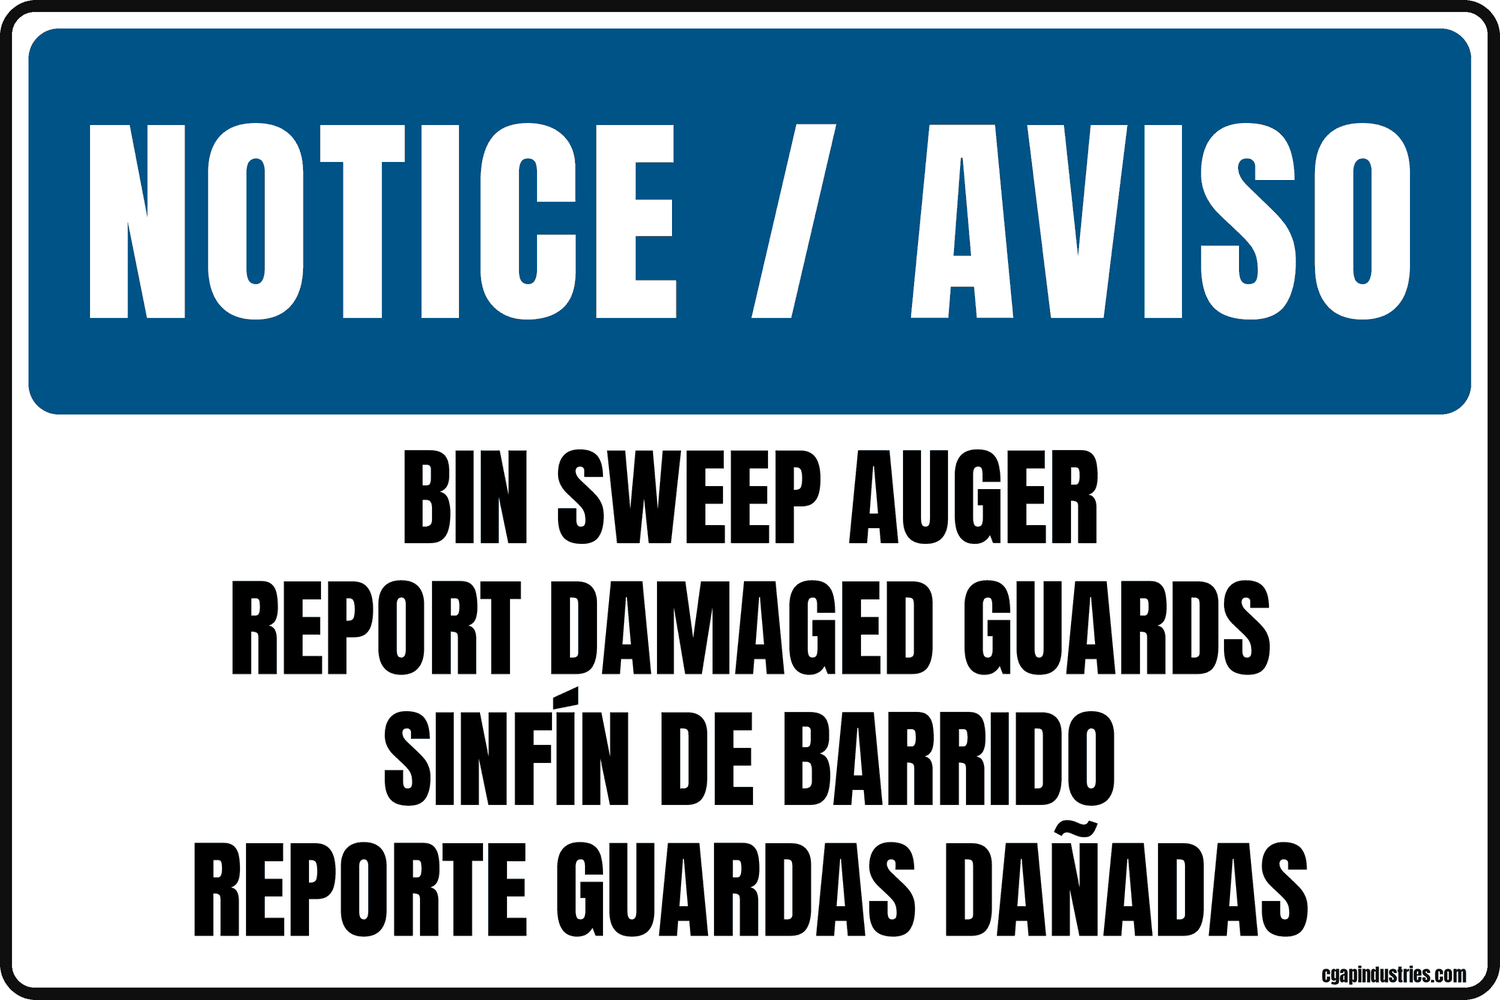 NOTICE / AVISO
BIN SWEEP AUGER
REPORT DAMAGED GUARDS
SINFÍN DE BARRIDO
REPORTE GUARDAS DAÑADAS
cgapindustries.com